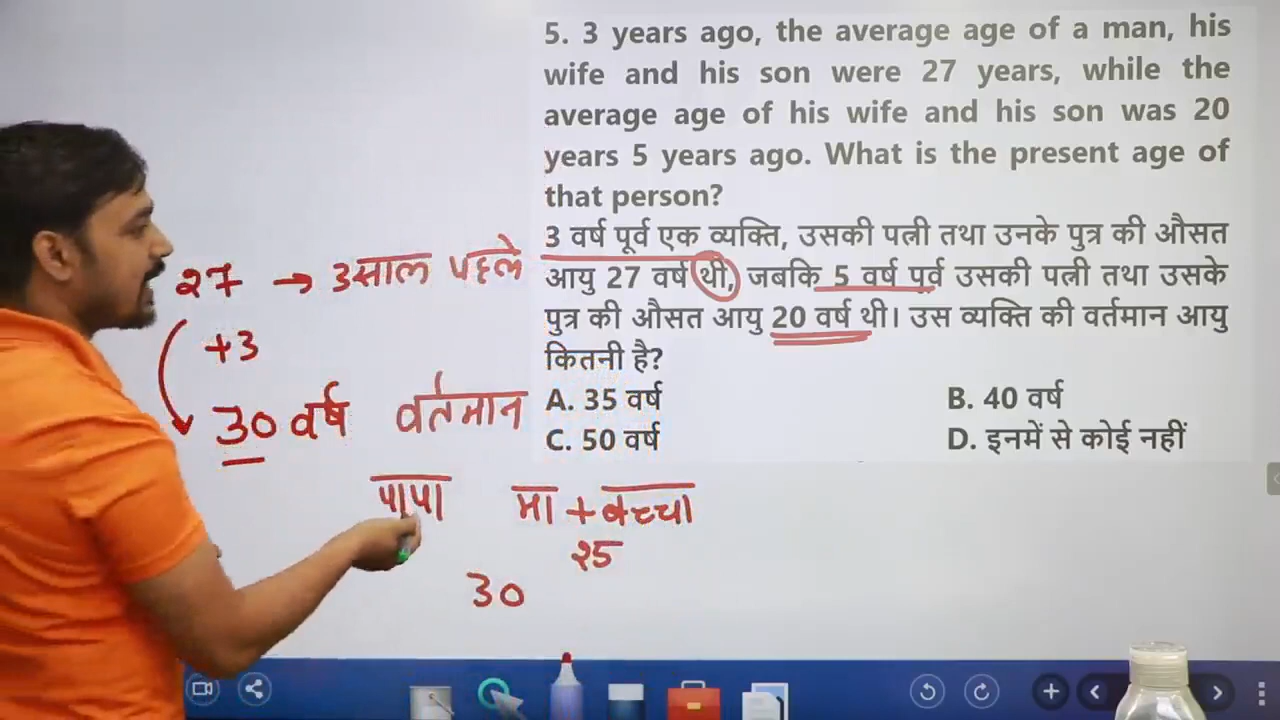 5. 3 years ago, the average age of a man, his
wife and his son were 27 years, while the
average age of his wife and his son was 20
years 5 years ago. What is the present age of
that person?
3 वर्ष पूर्व एक व्यक्ति, उसकी पत्नी तथा उनके पुत्र की औसत
आयु 27 वर्ष थी, जबकि 5 वर्ष पूर्व उसकी पत्नी तथा उसके
पुत्र की औसत आयु 20 वर्ष थी। उस व्यक्ति की वर्तमान आयु
कितनी है?
A. 35 वर्ष B. 40 वर्ष
C. 50 वर्ष D. इनमें से कोई नहीं
27 → 3 साल पहले
+3
30 वर्ष वर्तमान
पापा मा + बच्चा
25
30